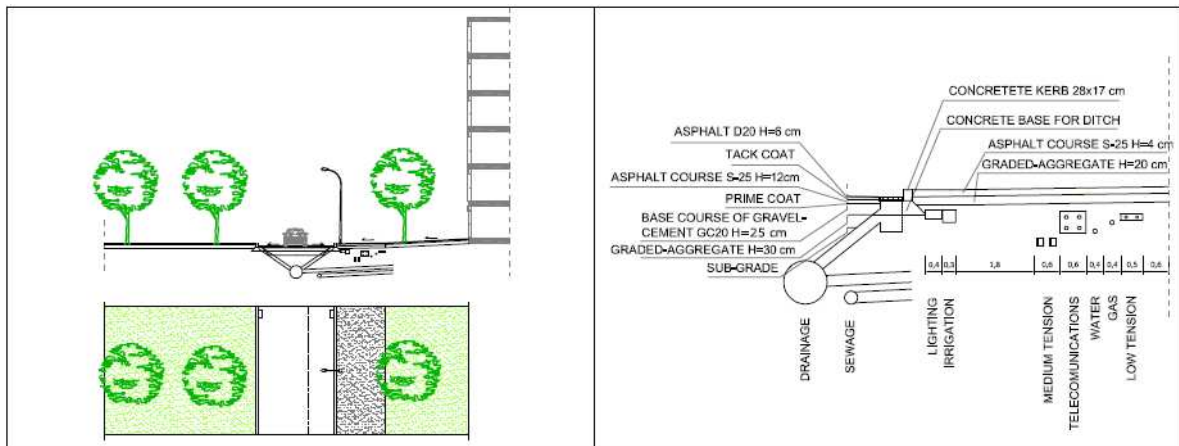 CONCRETETE KERB 28x17 cm
CONCRETE BASE FOR DITCH
ASPHALT D20 H=6 cm
ASPHALT COURSE S-25 H=4 cm
TACK COAT
GRADED-AGGREGATE H=20 cm
ASPHALT COURSE S-25 H=12cm
PRIME COAT
BASE COURSE OF GRAVEL-
CEMENT GC20 H=25 cm
GRADED-AGGREGATE H=30 cm
SUB-GRADE
0,4 0,3 1,8 0,6 0,6 0,4 0,4 0,5 0,6
DRAINAGE
SEWAGE
LIGHTING
IRRIGATION
MEDIUM TENSION
TELECOMUNICATIONS
WATER
GAS
LOW TENSION